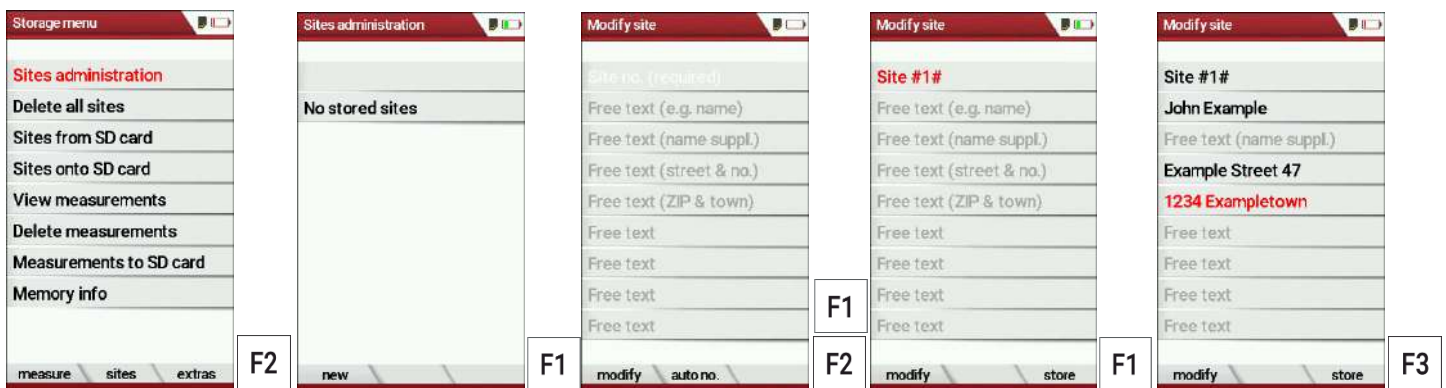 Storage menu
Sites administration
Delete all sites
Sites from SD card
Sites onto SD card
View measurements
Delete measurements
Measurements to SD card
Memory info
measure sites extras
F2
Sites administration
No stored sites
new
F1
Modify site
Site no. (required)
Free text (e.g. name)
Free text (name suppl.)
Free text (street & no.)
Free text (ZIP & town)
Free text
Free text
Free text
Free text
modify auto no.
F1
F2
Modify site
Site #1#
Free text (e.g. name)
Free text (name suppl.)
Free text (street & no.)
Free text (ZIP & town)
Free text
Free text
Free text
Free text
modify store
F1
Modify site
Site #1#
John Example
Free text (name suppl.)
Example Street 47
1234 Exampletown
Free text
Free text
Free text
Free text
modify store
F3